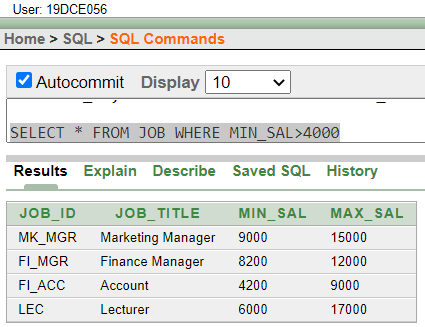 User: 19DCE056
Home > SQL > SQL Commands
Autocommit Display 10
SELECT * FROM JOB WHERE MIN_SAL>4000
Results Explain Describe Saved SQL History
JOB_ID JOB_TITLE MIN_SAL MAX_SAL
MK_MGR Marketing Manager 9000 15000
FI_MGR Finance Manager 8200 12000
FI_ACC Account 4200 9000
LEC Lecturer 6000 17000